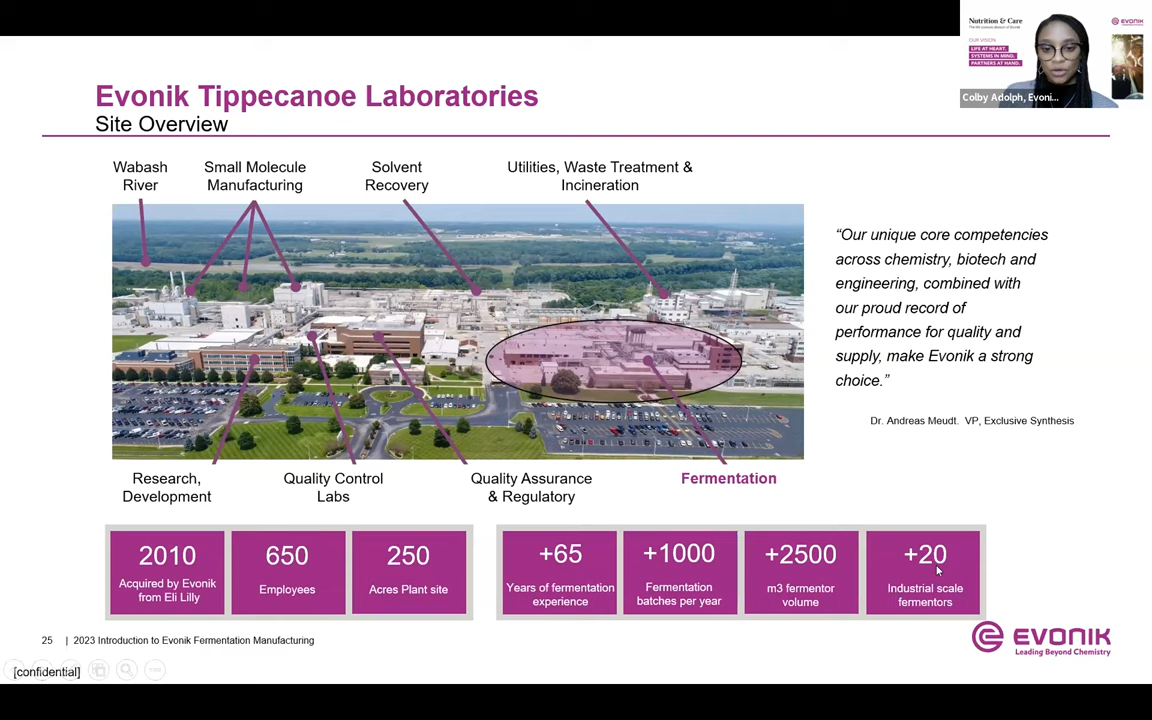 Nutrition & Care
EVONIK
OUR VISION
LIFE AT HEART.
SYSTEMS IN MIND.
PARTNERS AT HAND.
Colby Adolph, Evoni...
Evonik Tippecanoe Laboratories
Site Overview
Wabash
River
Small Molecule
Manufacturing
Solvent
Recovery
Utilities, Waste Treatment &
Incineration
“Our unique core competencies
across chemistry, biotech and
engineering, combined with
our proud record of
performance for quality and
supply, make Evonik a strong
choice.”
Dr. Andreas Meudt. VP, Exclusive Synthesis
Research,
Development
Quality Control
Labs
Quality Assurance
& Regulatory
Fermentation
2010
Acquired by Evonik
from Eli Lilly
650
Employees
250
Acres Plant site
+65
Years of fermentation
experience
+1000
Fermentation
batches per year
+2500
m3 fermentor
volume
+20
Industrial scale
fermentors
25 | 2023 Introduction to Evonik Fermentation Manufacturing
EVONIK
Leading Beyond Chemistry
[confidential]